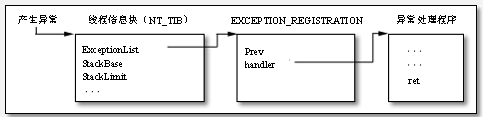 产生异常 线程信息块（NT_TIB） EXCEPTION_REGISTRATION 异常处理程序
ExceptionList
StackBase
StackLimit
...
Prev
handler
...
...
ret